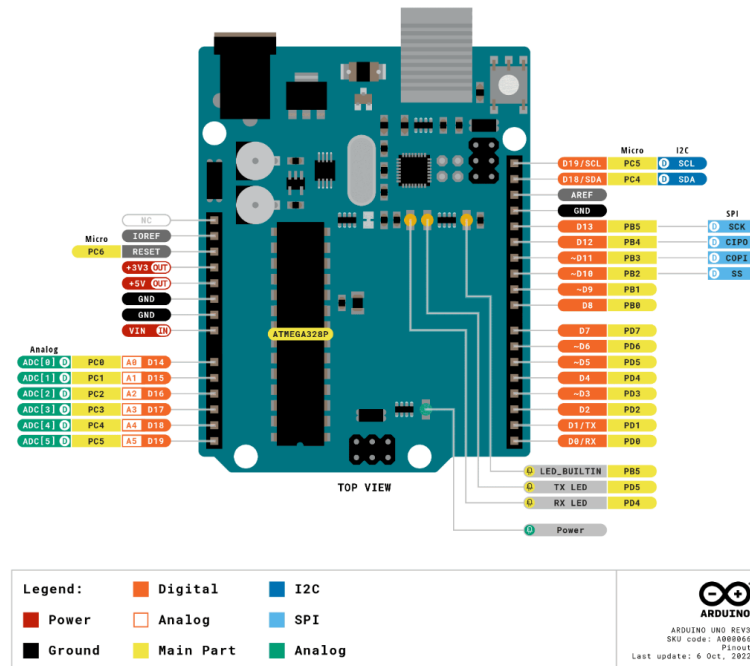 Micro I2C
D19/SCL PC5 D SCL
D18/SDA PC4 D SDA
AREF
GND
SPI
D13 PB5 D SCK
D12 PB4 D CIPO
~D11 PB3 D COPI
~D10 PB2 D SS
~D9 PB1
D8 PB0
D7 PD7
~D6 PD6
~D5 PD5
D4 PD4
~D3 PD3
D2 PD2
D1/TX PD1
D0/RX PD0
NC
IOREF
Micro
PC6 RESET
+3V3 OUT
+5V OUT
GND
GND
VIN IN
Analog
ADC[0] D PC0 A0 D14
ADC[1] D PC1 A1 D15
ADC[2] D PC2 A2 D16
ADC[3] D PC3 A3 D17
ADC[4] D PC4 A4 D18
ADC[5] D PC5 A5 D19
ATMEGA328P
LED_BUILTIN PB5
TX LED PD5
RX LED PD4
Power
TOP VIEW
Legend:
Digital
I2C
Power
Analog
SPI
Ground
Main Part
Analog
ARDUINO
ARDUINO UNO REV3
SKU code: A000066
Pinout
Last update: 6 Oct, 2022